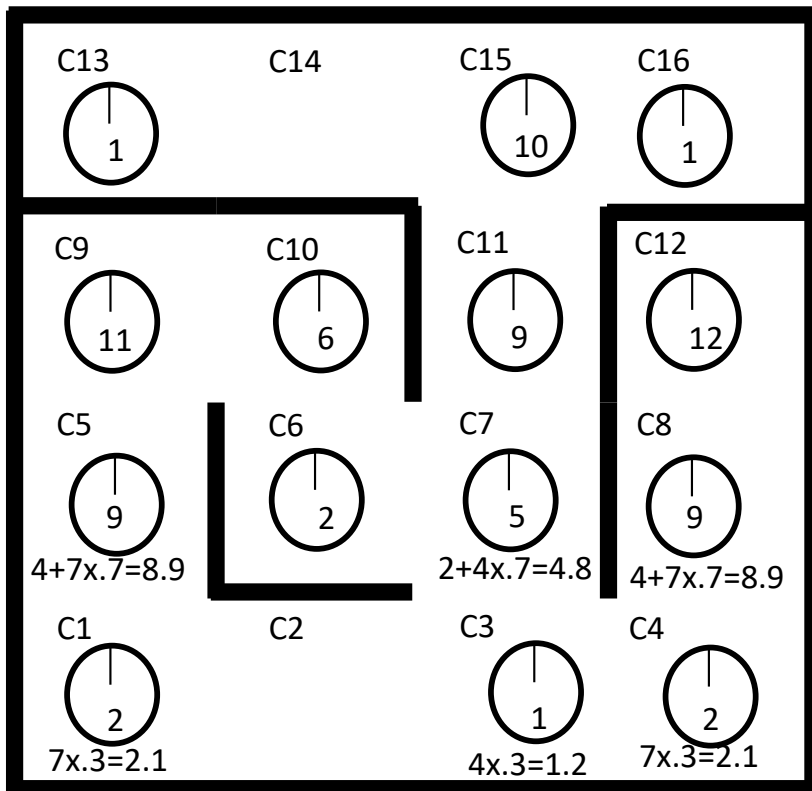 C13 C14 C15 C16
1 10 1
C9 C10 C11 C12
11 6 9 12
C5 C6 C7 C8
9 2 5 9
4+7x.7=8.9 2+4x.7=4.8 4+7x.7=8.9
C1 C2 C3 C4
2 1 2
7x.3=2.1 4x.3=1.2 7x.3=2.1